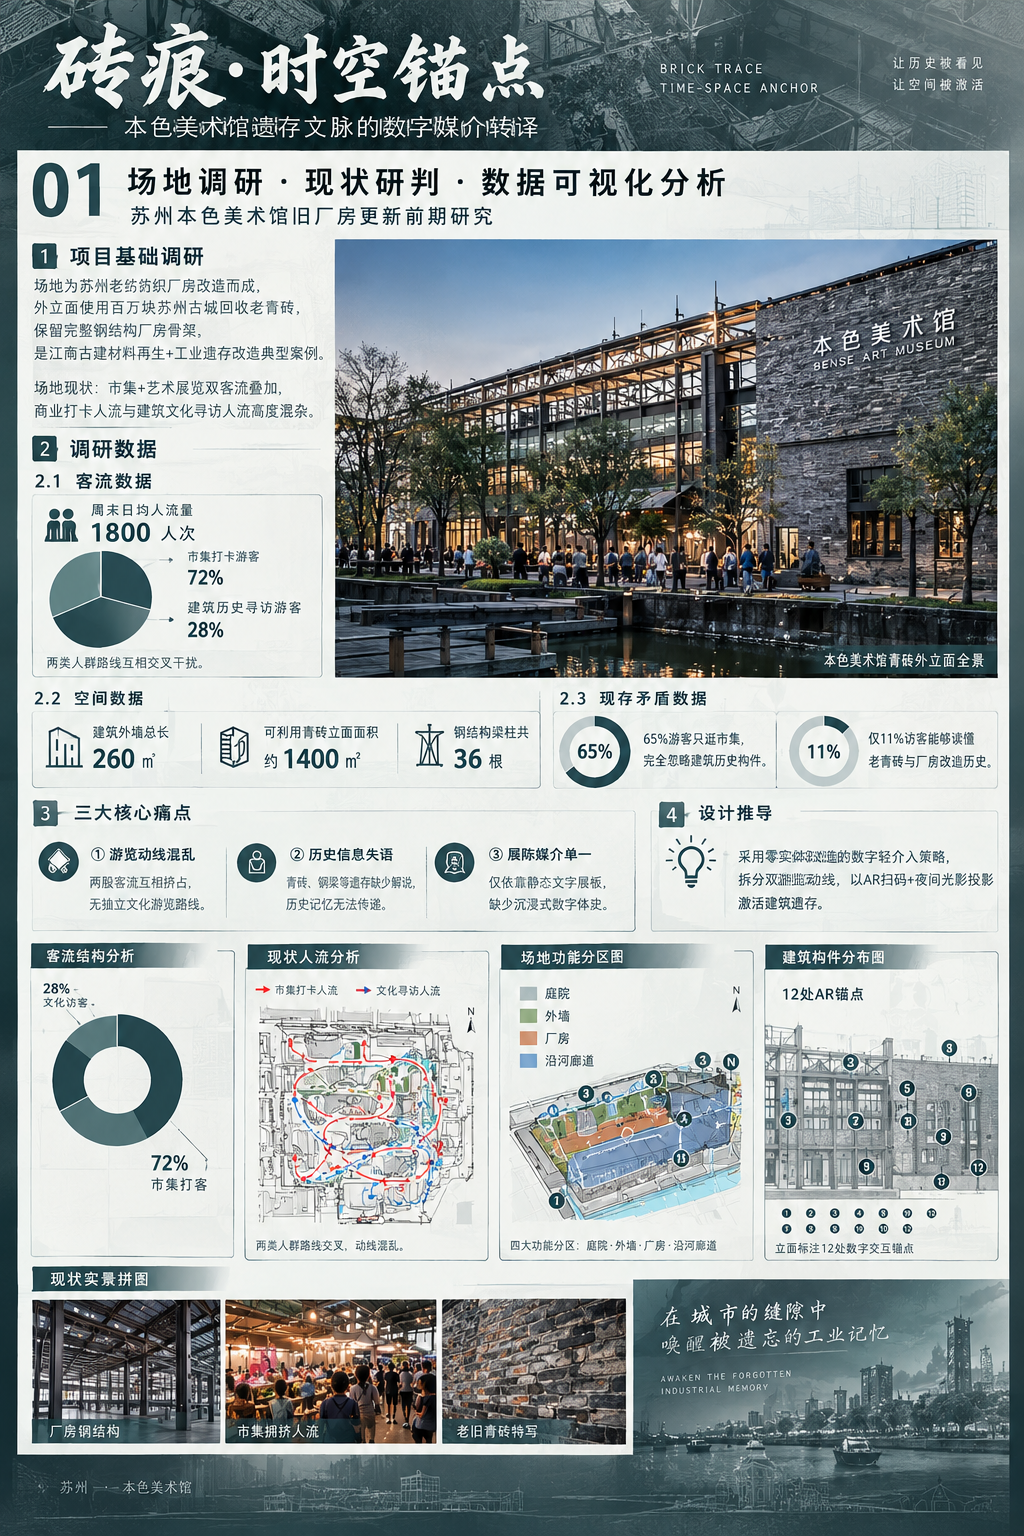 砖痕·时空锚点
本色美术馆遗存文脉的数字媒介转译
BRICK TRACE
TIME-SPACE ANCHOR
让历史被看见
让空间被激活
01
场地调研·现状研判·数据可视化分析
苏州本色美术馆旧厂房更新前期研究
1 项目基础调研
场地为苏州老纺纺织厂房改造而成,
外立面使用百万块苏州古城回收老青砖,
保留完整钢结构厂房骨架,
是江南古建材料再生+工业遗存改造典型案例。
场地现状: 市集+艺术展览双客流叠加,
商业打卡人流与建筑文化寻访人流高度混杂。
本色美术馆
BENSE ART MUSEUM
本色美术馆青砖外立面全景
2 调研数据
2.1 客流数据
周末日均人流量
1800 人次
市集打卡游客
72%
建筑历史寻访游客
28%
两类人群路线互相交叉干扰。
2.2 空间数据
建筑外墙总长
260 ㎡
可利用青砖立面面积
约 1400 ㎡
钢结构梁柱共
36 根
2.3 现存矛盾数据
65%
65%游客只逛市集,
完全忽略建筑历史构件。
11%
仅11%访客能够读懂
老青砖与厂房改造历史。
3 三大核心痛点
① 游览动线混乱
两股客流互相挤占,
无独立文化游览路线。
② 历史信息失语
青砖、钢梁等遗存缺少解说,
历史记忆无法传递。
③ 展陈媒介单一
仅依靠静态文字展板,
缺少沉浸式数字体
4 设计推导
采用零实体
的数字轻介入策略,
拆分双
动线, 以AR扫码+夜间光影投影
激活建筑遗存。
客流结构分析
28%
文化访客
72%
市集打客
现状人流分析
市集打卡人流
文化寻访人流
N
两类人群路线交叉, 动线混乱。
场地功能分区图
庭院
外墙
厂房
沿河廊道
N
3
N
3
1
四大功能分区: 庭院·外墙·厂房·沿河廊道
建筑构件分布图
12处AR锚点
3
3
5
8
3
7
9
9
12
立面标注12处数字交互锚点
现状实景拼图
厂房钢结构
市集拥挤人流
老旧青砖特写
在城市的缝隙中
唤醒被遗忘的工业记忆
AWAKEN THE FORGOTTEN
INDUSTRIAL MEMORY
苏州 — 本色美术馆